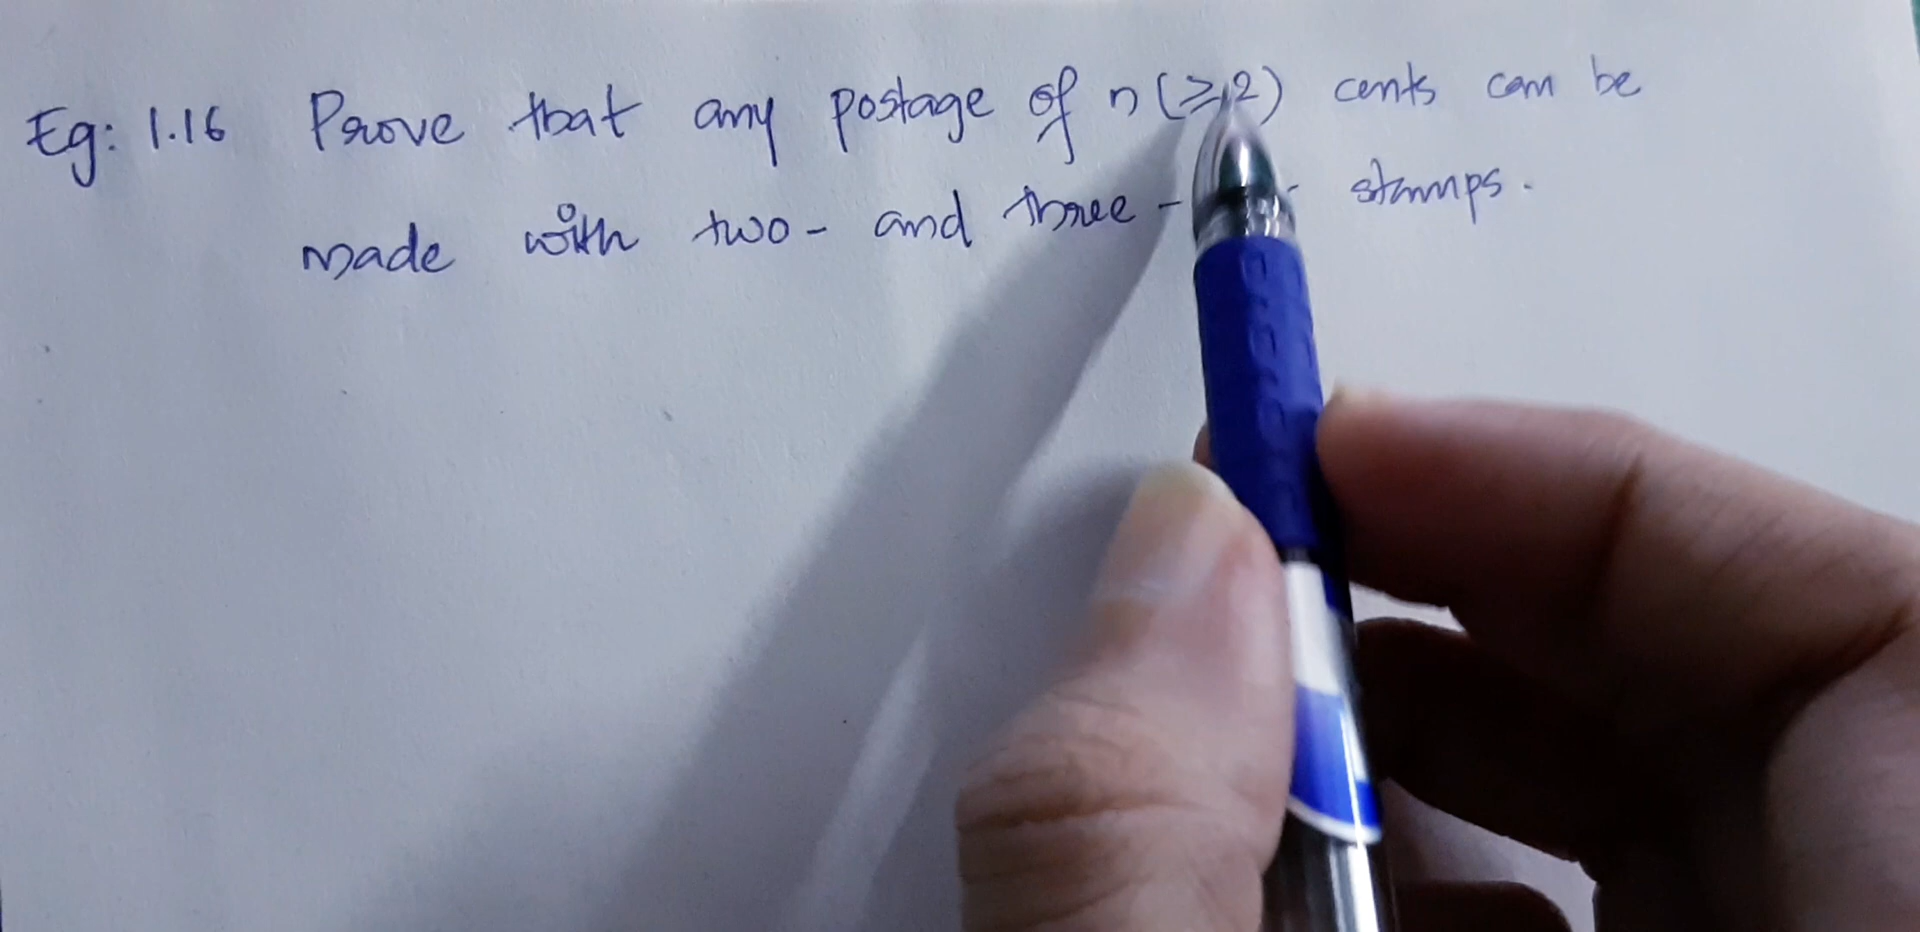 Eg: 1.16 Prove that any postage of n (≥ 2) cents can be
made with two- and three - stamps.